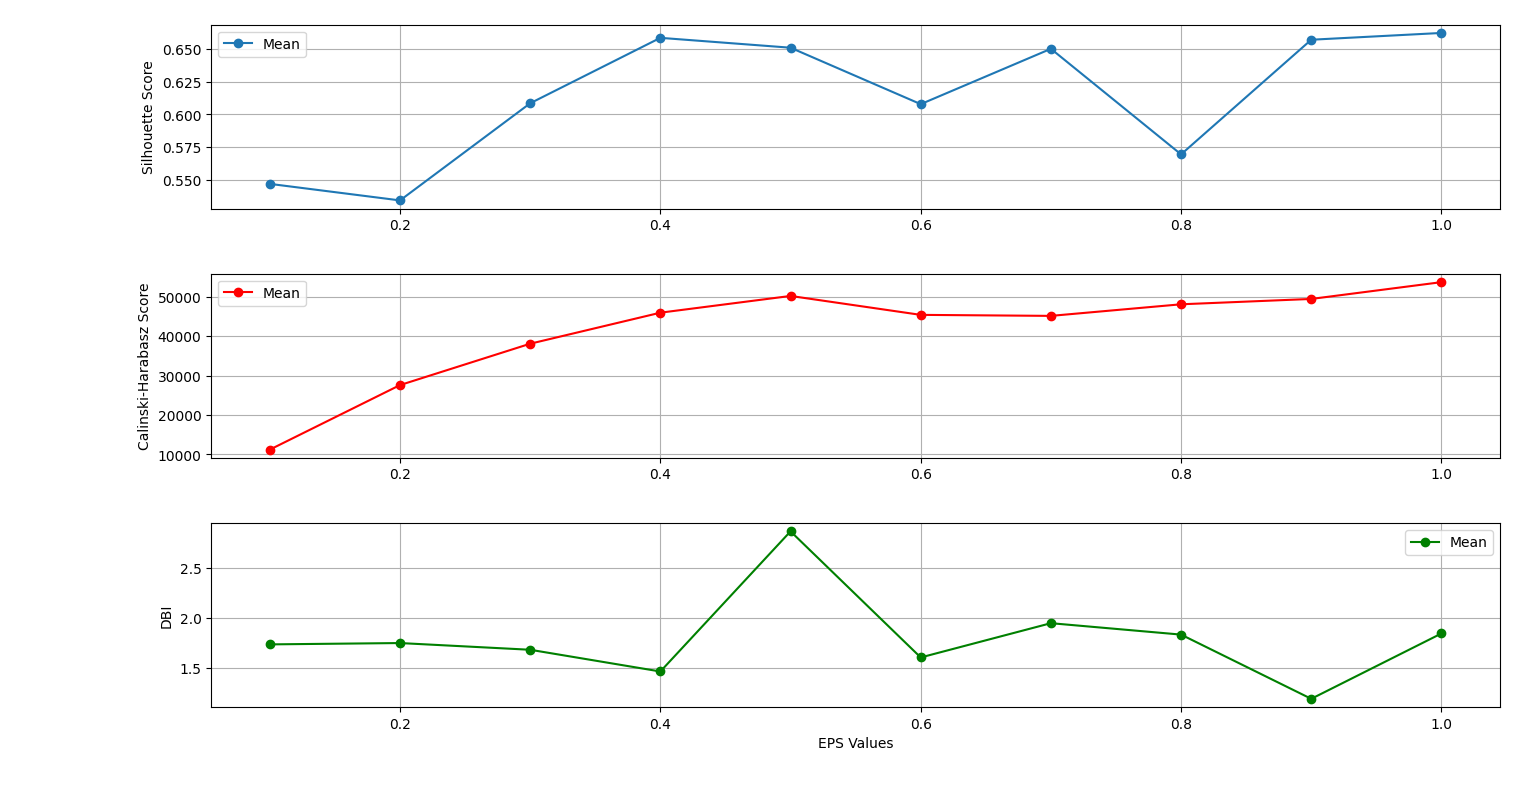 Silhouette Score
0.650
0.625
0.600
0.575
0.550
Mean
0.2 0.4 0.6 0.8 1.0
Calinski-Harabasz Score
50000
40000
30000
20000
10000
Mean
0.2 0.4 0.6 0.8 1.0
DBI
2.5
2.0
1.5
Mean
0.2 0.4 0.6 0.8 1.0
EPS Values